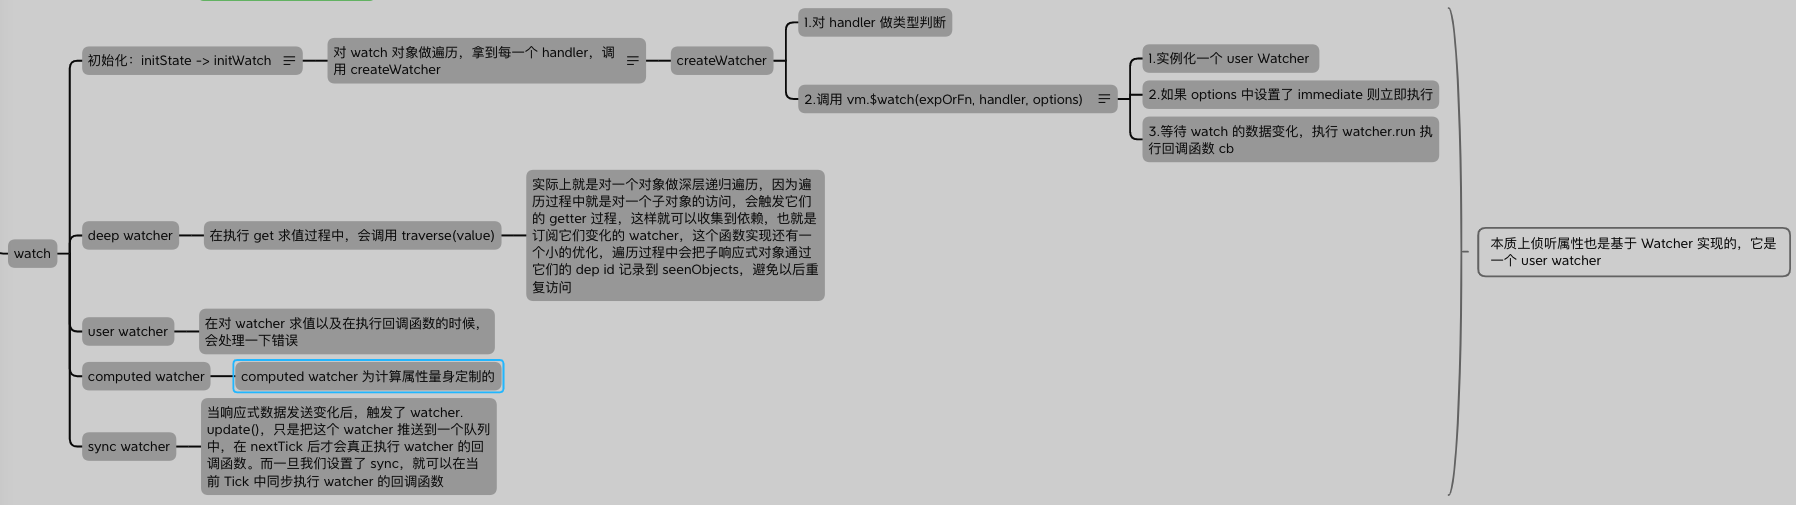 watch
初始化：initState -> initWatch
对 watch 对象做遍历，拿到每一个 handler，调
用 createWatcher
createWatcher
1.对 handler 做类型判断
2.调用 vm.$watch(expOrFn, handler, options)
1.实例化一个 user Watcher
2.如果 options 中设置了 immediate 则立即执行
3.等待 watch 的数据变化，执行 watcher.run 执
行回调函数 cb
deep watcher
在执行 get 求值过程中，会调用 traverse(value)
实际上就是对一个对象做深层递归遍历，因为遍
历过程中就是对一个子对象的访问，会触发它们
的 getter 过程，这样就可以收集到依赖，也就是
订阅它们变化的 watcher，这个函数实现还有一
个小的优化，遍历过程中会把子响应式对象通过
它们的 dep id 记录到 seenObjects，避免以后重
复访问
user watcher
在对 watcher 求值以及在执行回调函数的时候，
会处理一下错误
computed watcher
computed watcher 为计算属性量身定制的
sync watcher
当响应式数据发送变化后，触发了 watcher.
update()，只是把这个 watcher 推送到一个队列
中，在 nextTick 后才会真正执行 watcher 的回
调函数。而一旦我们设置了 sync，就可以在当
前 Tick 中同步执行 watcher 的回调函数
本质上侦听属性也是基于 Watcher 实现的，它是
一个 user watcher